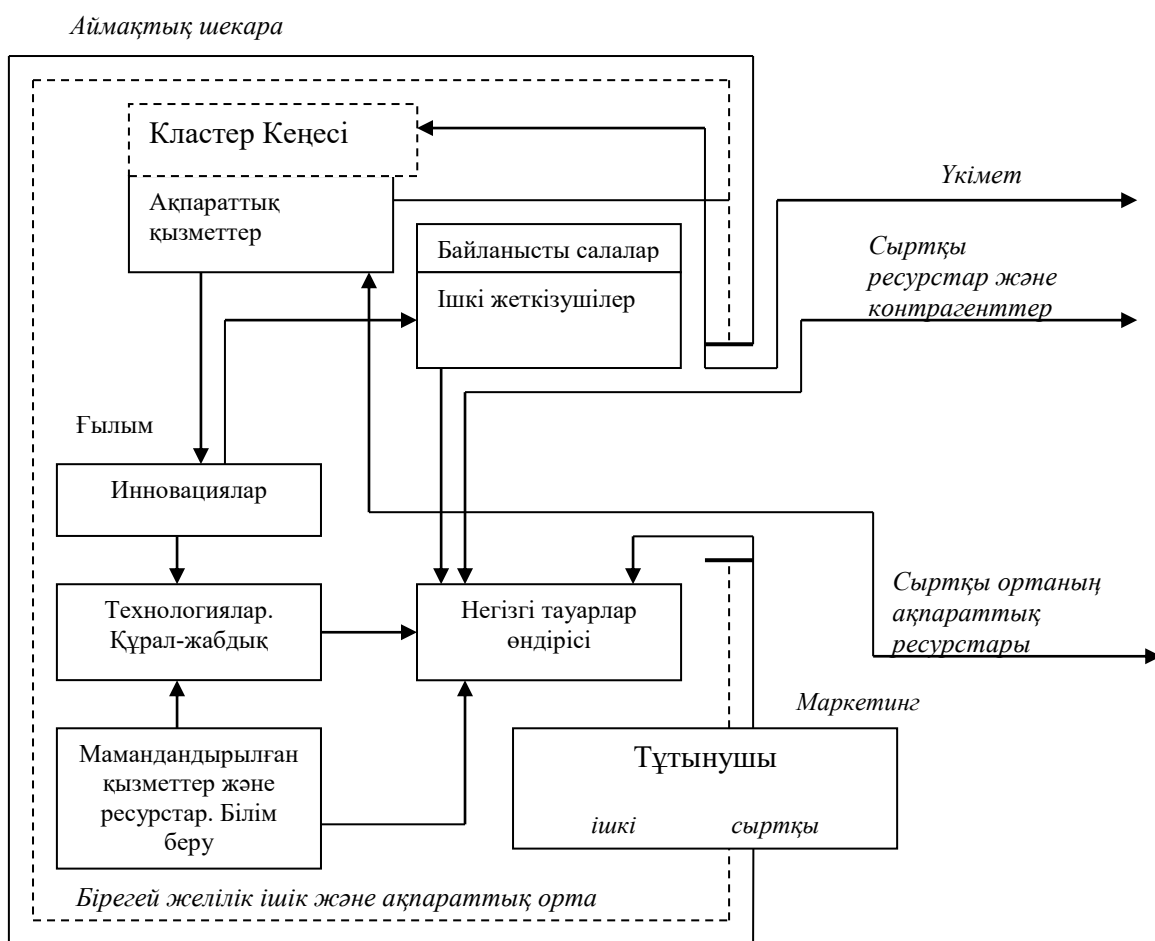 Аймақтық шекара
Кластер Кеңесі
Ақпараттық
қызметтер
Үкімет
Байланысты салалар
Ішкі жеткізушілер
Сыртқы
ресурстар және
контрагенттер
Ғылым
Инновациялар
Технологиялар.
Құрал-жабдық
Негізгі тауарлар
өндірісі
Сыртқы ортаның
ақпараттық
ресурстары
Маркетинг
Мамандандырылған
қызметтер және
ресурстар. Білім
беру
Тұтынушы
ішкі сыртқы
Бірегей желілік ішік және ақпараттық орта